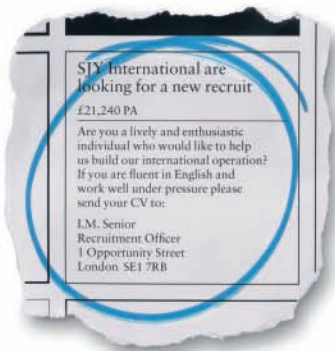 SJY International are
looking for a new recruit
£21,240 PA
Are you a lively and enthusiastic
individual who would like to help
us build our international operation?
If you are fluent in English and
work well under pressure please
send your CV to:
I.M. Senior
Recruitment Officer
1 Opportunity Street
London SE1 7RB